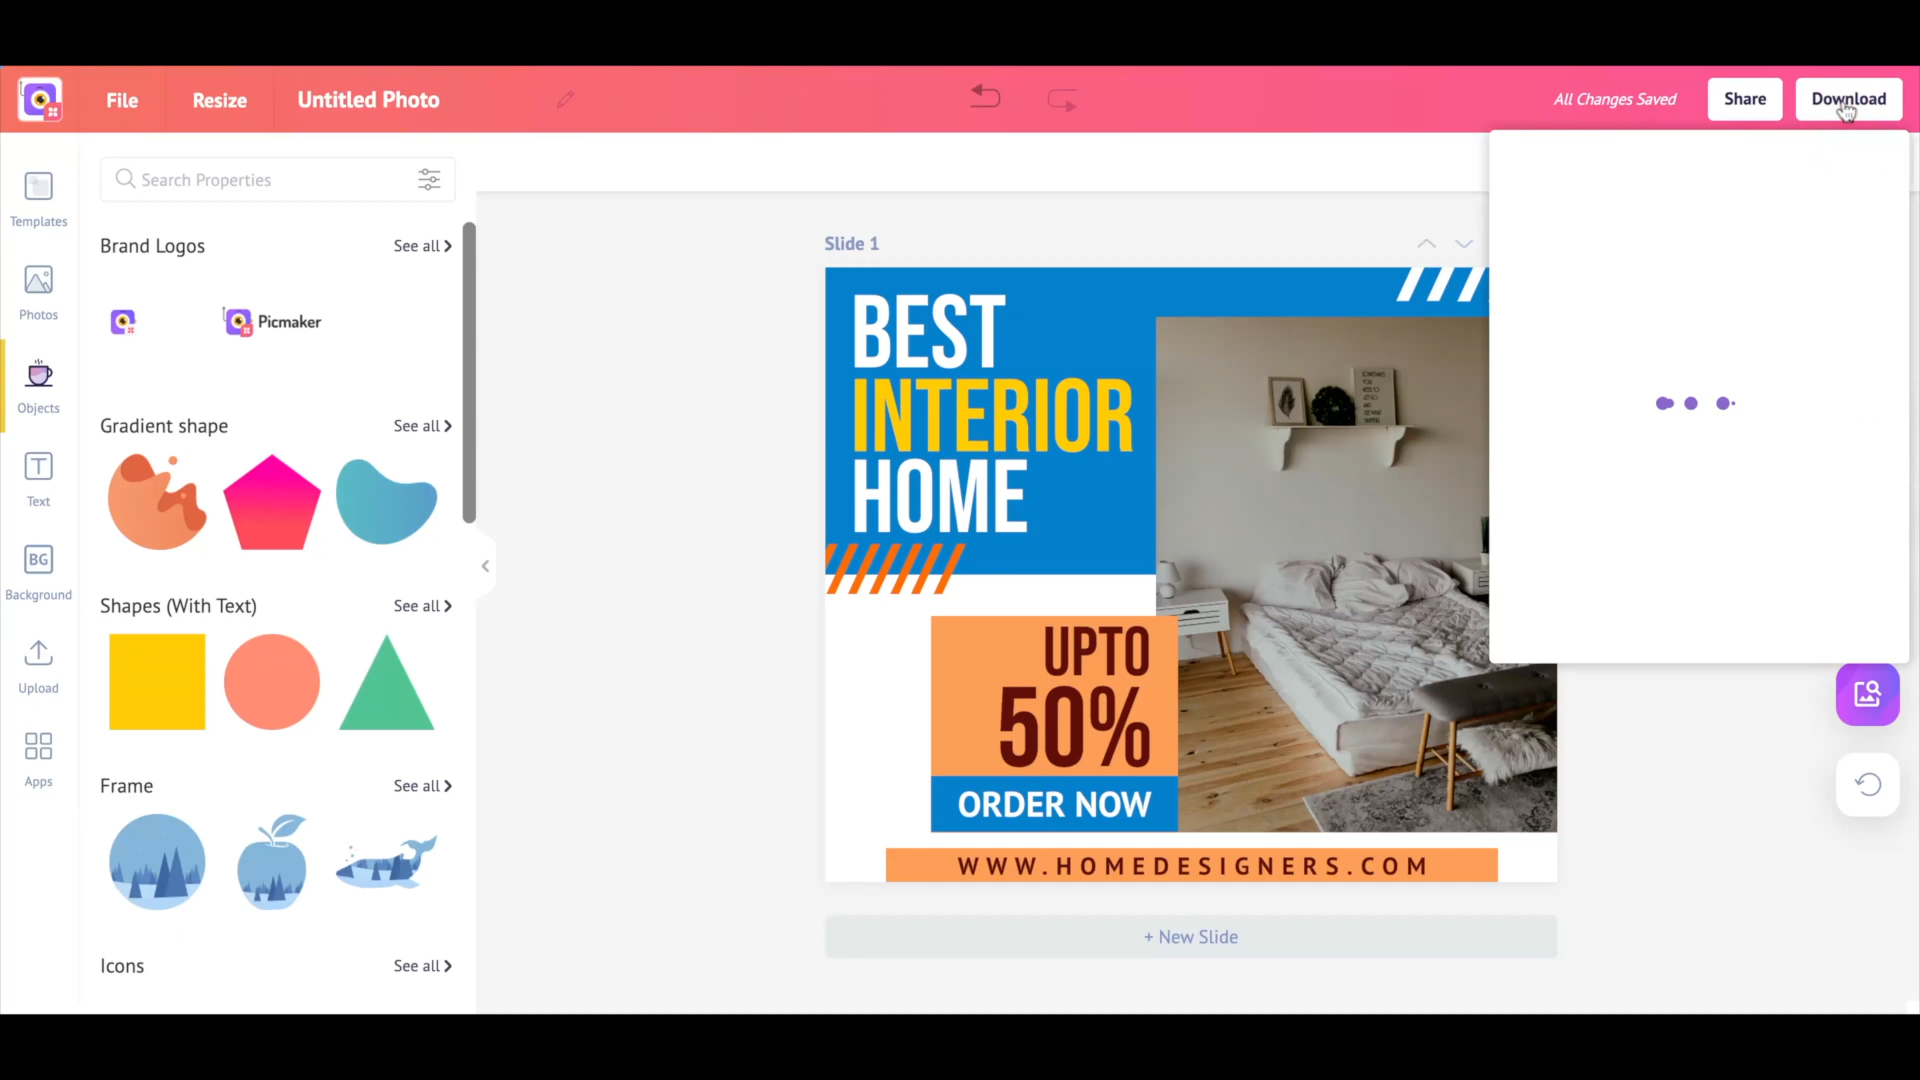 File
Resize
Untitled Photo
All Changes Saved
Share
Download
Search Properties
Templates
Photos
Objects
Text
BG
Background
Upload
Apps
Brand Logos
See all
Picmaker
Gradient shape
See all
Shapes (With Text)
See all
Frame
See all
Icons
See all
Slide 1
BEST
INTERIOR
HOME
UPTO
50%
ORDER NOW
WWW.HOMEDESIGNERS.COM
+ New Slide